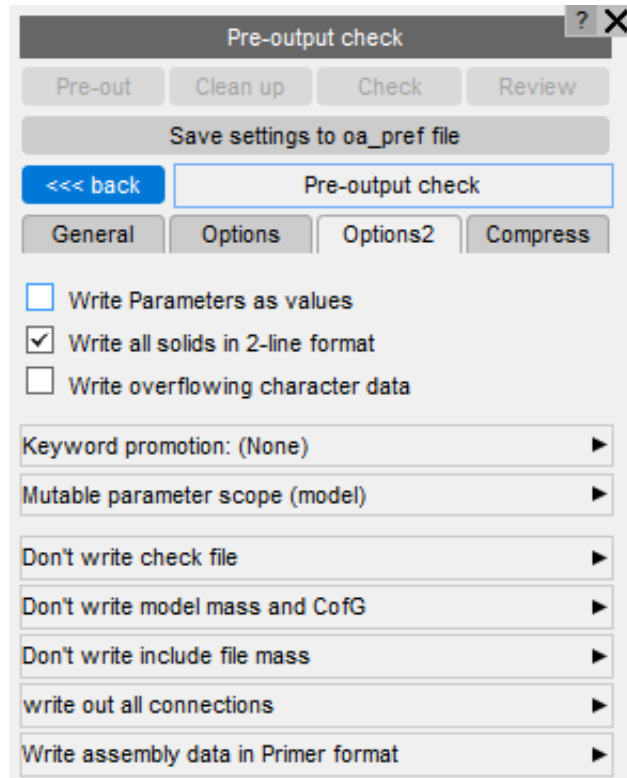 Pre-output check ? X
Pre-out Clean up Check Review
Save settings to oa_pref file
<<< back Pre-output check
General Options Options2 Compress
Write Parameters as values
Write all solids in 2-line format
Write overflowing character data
Keyword promotion: (None)
Mutable parameter scope (model)
Don't write check file
Don't write model mass and CofG
Don't write include file mass
write out all connections
Write assembly data in Primer format